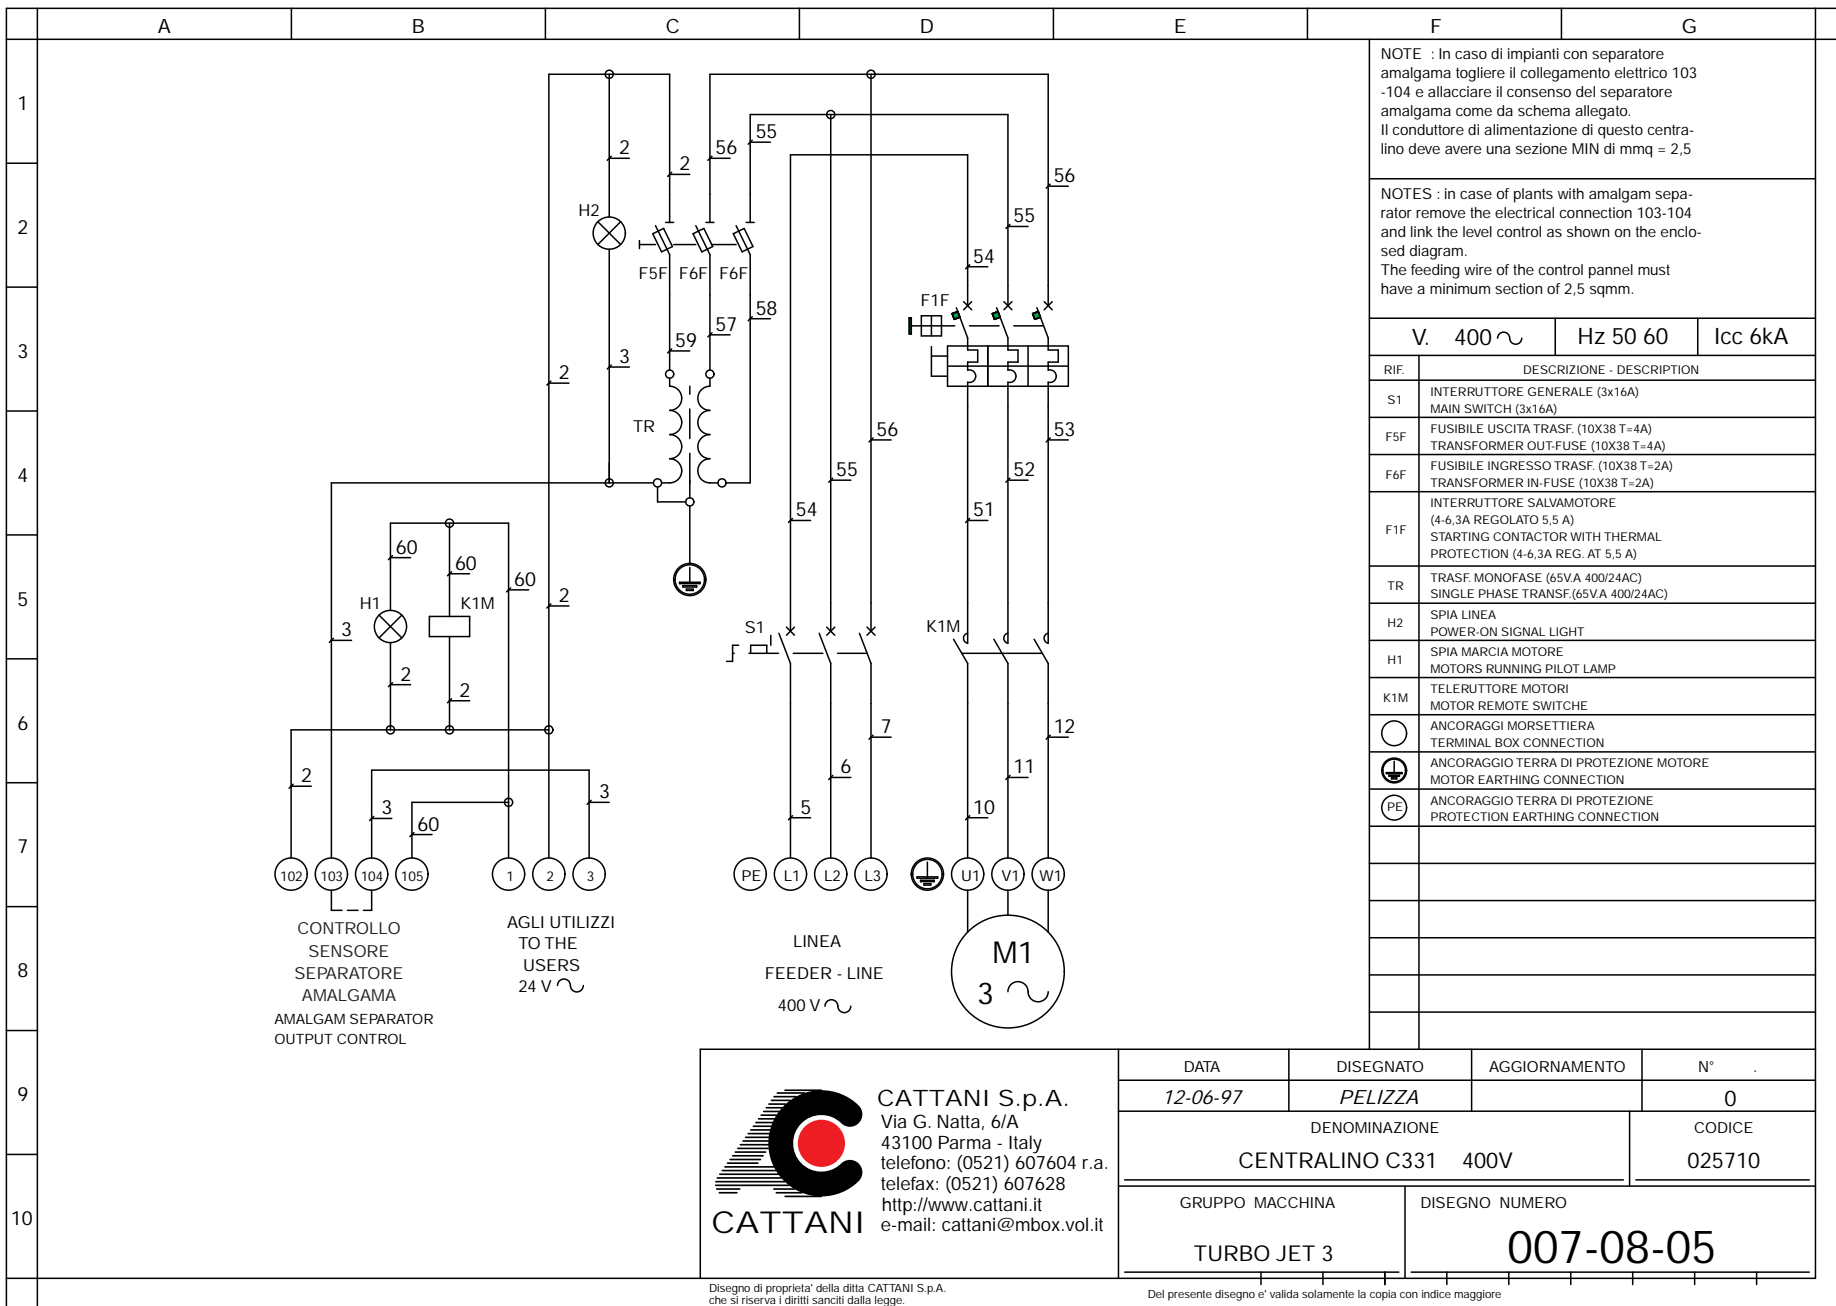 A B C D E F G
1
2
3
4
5
6
7
8
9
10
NOTE : In caso di impianti con separatore
amalgama togliere il collegamento elettrico 103
-104 e allacciare il consenso del separatore
amalgama come da schema allegato.
Il conduttore di alimentazione di questo centra-
lino deve avere una sezione MIN di mmq = 2,5
NOTES : in case of plants with amalgam sepa-
rator remove the electrical connection 103-104
and link the level control as shown on the enclo-
sed diagram.
The feeding wire of the control pannel must
have a minimum section of 2,5 sqmm.
V. 400 Hz 50 60 Icc 6kA
RIF. DESCRIZIONE - DESCRIPTION
S1 INTERRUTTORE GENERALE (3x16A)
MAIN SWITCH (3x16A)
F5F FUSIBILE USCITA TRASF. (10X38 T=4A)
TRANSFORMER OUT-FUSE (10X38 T=4A)
F6F FUSIBILE INGRESSO TRASF. (10X38 T=2A)
TRANSFORMER IN-FUSE (10X38 T=2A)
F1F INTERRUTTORE SALVAMOTORE
(4-6,3A REGOLATO 5,5 A)
STARTING CONTACTOR WITH THERMAL
PROTECTION (4-6,3A REG. AT 5,5 A)
TR TRASF. MONOFASE (65V.A 400/24AC)
SINGLE PHASE TRANSF.(65V.A 400/24AC)
H2 SPIA LINEA
POWER-ON SIGNAL LIGHT
H1 SPIA MARCIA MOTORE
MOTORS RUNNING PILOT LAMP
K1M TELERUTTORE MOTORI
MOTOR REMOTE SWITCHE
ANCORAGGI MORSETTIERA
TERMINAL BOX CONNECTION
ANCORAGGIO TERRA DI PROTEZIONE MOTORE
MOTOR EARTHING CONNECTION
PE ANCORAGGIO TERRA DI PROTEZIONE
PROTECTION EARTHING CONNECTION
2 2 56 55
56
H2 55
54
F5F F6F F6F
F1F
58
57
59
3
2
TR
56
53
55
52
54
51
60
60
60
2
H1 K1M
3
S1 K1M
2
2
7 12
2 6 11
3
3 5 10
60
102 103 104 105 1 2 3 PE L1 L2 L3 U1 V1 W1
CONTROLLO
SENSORE
SEPARATORE
AMALGAMA
AMALGAM SEPARATOR
OUTPUT CONTROL
AGLI UTILIZZI
TO THE
USERS
24 V
LINEA
FEEDER - LINE
400 V
M1
3
CATTANI
CATTANI S.p.A.
Via G. Natta, 6/A
43100 Parma - Italy
telefono: (0521) 607604 r.a.
telefax: (0521) 607628
http://www.cattani.it
e-mail: cattani@mbox.vol.it
DATA DISEGNATO AGGIORNAMENTO N° .
12-06-97 PELIZZA 0
DENOMINAZIONE CODICE
CENTRALINO C331 400V 025710
GRUPPO MACCHINA DISEGNO NUMERO
TURBO JET 3 007-08-05
Disegno di proprieta' della ditta CATTANI S.p.A.
che si riserva i diritti sanciti dalla legge.
Del presente disegno e' valida solamente la copia con indice maggiore